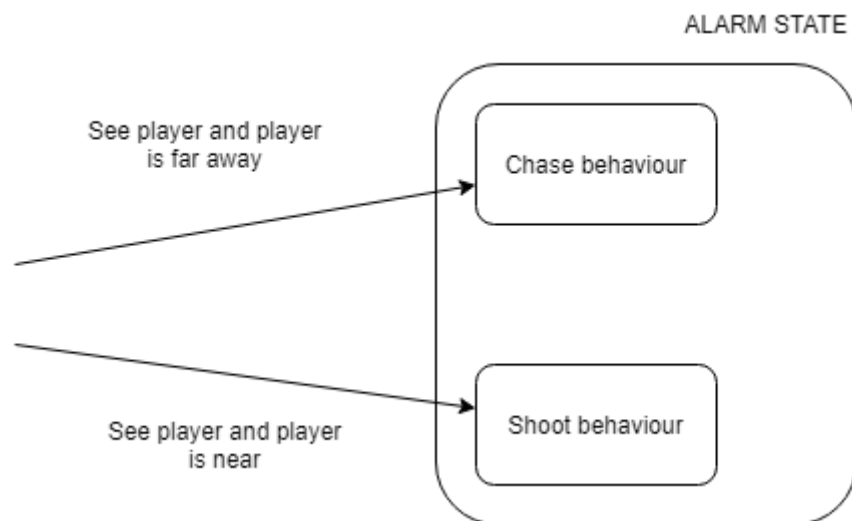 ALARM STATE
See player and player
is far away
Chase behaviour
Shoot behaviour
See player and player
is near